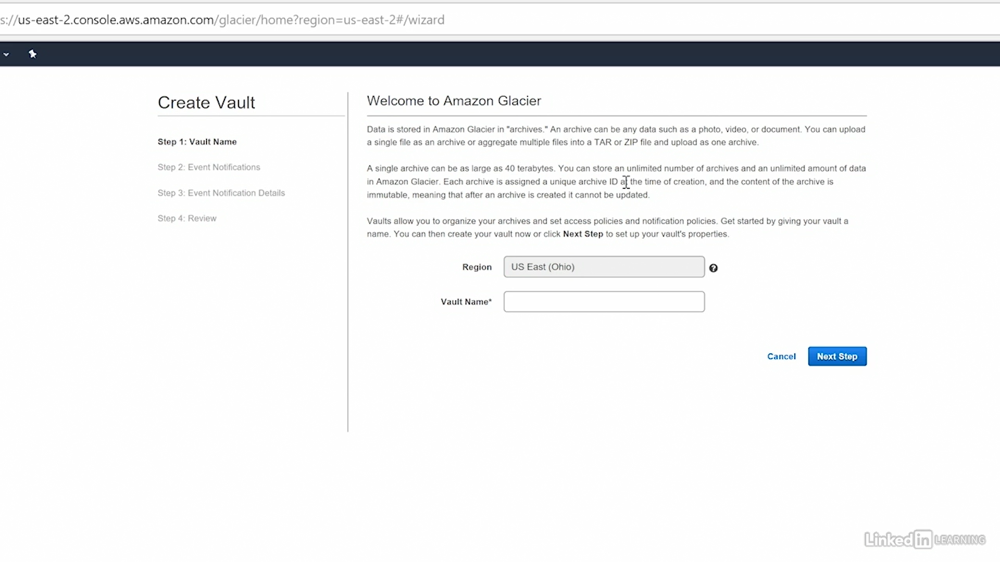 s://us-east-2.console.aws.amazon.com/glacier/home?region=us-east-2#/wizard
Create Vault
Step 1: Vault Name
Step 2: Event Notifications
Step 3: Event Notification Details
Step 4: Review
Welcome to Amazon Glacier
Data is stored in Amazon Glacier in "archives." An archive can be any data such as a photo, video, or document. You can upload
a single file as an archive or aggregate multiple files into a TAR or ZIP file and upload as one archive.
A single archive can be as large as 40 terabytes. You can store an unlimited number of archives and an unlimited amount of data
in Amazon Glacier. Each archive is assigned a unique archive ID at the time of creation, and the content of the archive is
immutable, meaning that after an archive is created it cannot be updated.
Vaults allow you to organize your archives and set access policies and notification policies. Get started by giving your vault a
name. You can then create your vault now or click Next Step to set up your vault's properties.
Region US East (Ohio) ?
Vault Name*
Cancel Next Step
LinkedIn LEARNING